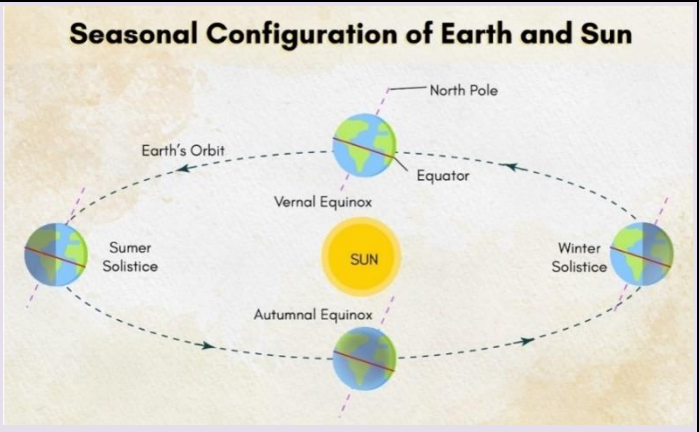 Seasonal Configuration of Earth and Sun
North Pole
Earth's Orbit
Equator
Vernal Equinox
Sumer
Solistice
SUN
Winter
Solistice
Autumnal Equinox